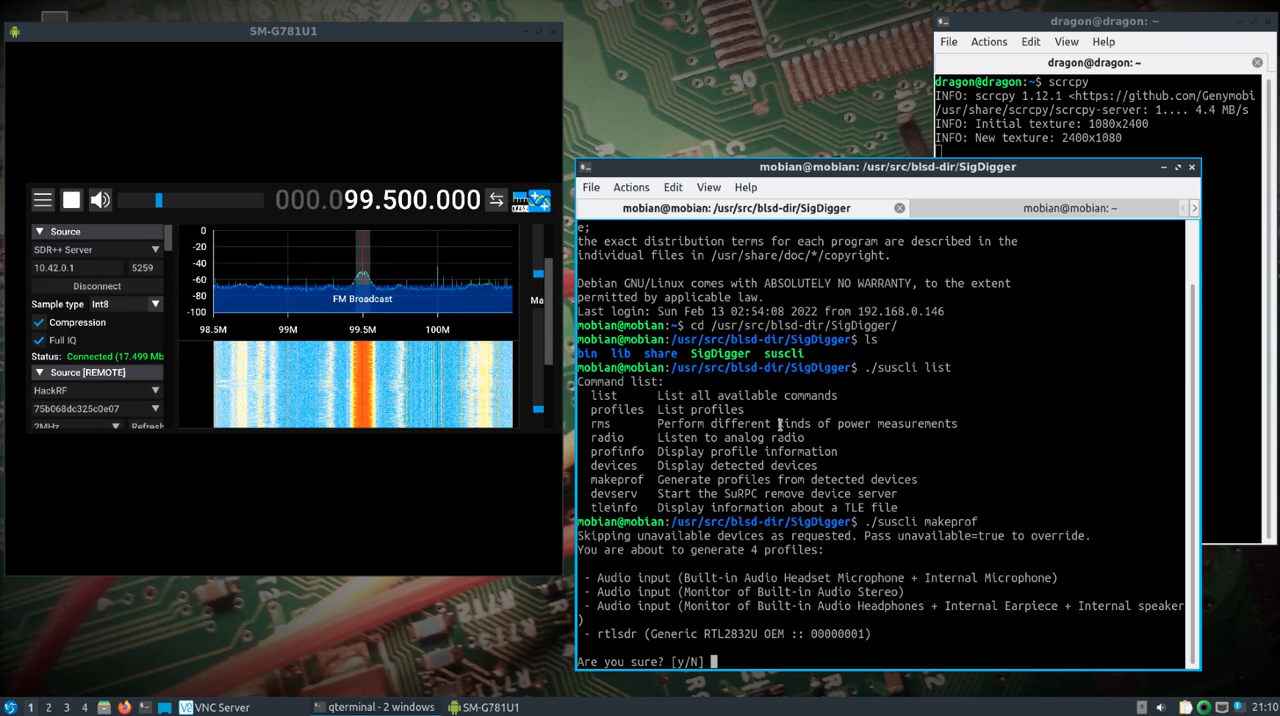 SM-G781U1
000.099.500.000
Source
SDR++ Server
10.42.0.1 5259
Disconnect
Sample type Int8
Compression
Full IQ
Status: Connected (17.499 Mb
Source [REMOTE]
HackRF
75b068dc325c0e07
2MHz Refresh
0
-20
-40
-60
-80
-100
FM Broadcast
98.5M 99M 99.5M 100M
Ma
dragon@dragon: ~
File Actions Edit View Help
dragon@dragon: ~
dragon@dragon:~$ scrcpy
INFO: scrcpy 1.12.1 <https://github.com/Genymobi
/usr/share/scrcpy/scrcpy-server: 1.... 4.4 MB/s
INFO: Initial texture: 1080x2400
INFO: New texture: 2400x1080
mobian@mobian: /usr/src/blsd-dir/SigDigger
File Actions Edit View Help
mobian@mobian: /usr/src/blsd-dir/SigDigger mobian@mobian: ~
e;
the exact distribution terms for each program are described in the
individual files in /usr/share/doc/*/copyright.
Debian GNU/Linux comes with ABSOLUTELY NO WARRANTY, to the extent
permitted by applicable law.
Last login: Sun Feb 13 02:54:08 2022 from 192.168.0.146
mobian@mobian:~$ cd /usr/src/blsd-dir/SigDigger/
mobian@mobian:/usr/src/blsd-dir/SigDigger$ ls
bin lib share SigDigger suscli
mobian@mobian:/usr/src/blsd-dir/SigDigger$ ./suscli list
Command list:
list List all available commands
profiles List profiles
rms Perform different kinds of power measurements
radio Listen to analog radio
profinfo Display profile information
devices Display detected devices
makeprof Generate profiles from detected devices
devserv Start the SuRPC remove device server
tleinfo Display information about a TLE file
mobian@mobian:/usr/src/blsd-dir/SigDigger$ ./suscli makeprof
Skipping unavailable devices as requested. Pass unavailable=true to override.
You are about to generate 4 profiles:
- Audio input (Built-in Audio Headset Microphone + Internal Microphone)
- Audio input (Monitor of Built-in Audio Stereo)
- Audio input (Monitor of Built-in Audio Headphones + Internal Earpiece + Internal speaker
)
- rtlsdr (Generic RTL2832U OEM :: 00000001)
Are you sure? [y/N]
1 2 3 4 VNC Server qterminal - 2 windows SM-G781U1 21:10